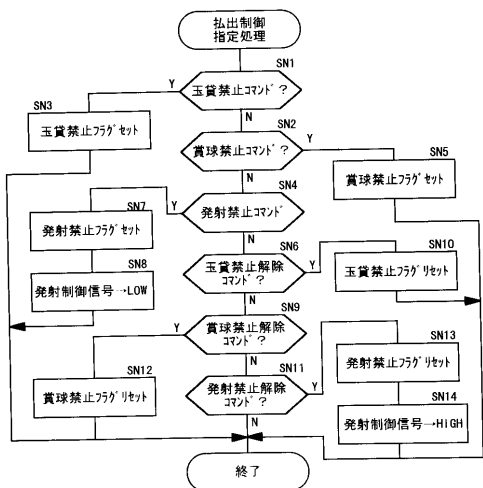 払出制御
指定処理
SN1
玉貸禁止コマンド?
Y
N
SN3
玉貸禁止フラグセット
SN2
賞球禁止コマンド?
Y
N
SN5
賞球禁止フラグセット
SN4
発射禁止コマンド
Y
N
SN7
発射禁止フラグセット
SN8
発射制御信号→LOW
SN6
玉貸禁止解除
コマンド?
Y
N
SN10
玉貸禁止フラグリセット
SN9
賞球禁止解除
コマンド?
Y
N
SN12
賞球禁止フラグリセット
SN11
発射禁止解除
コマンド?
Y
N
SN13
発射禁止フラグリセット
SN14
発射制御信号→HiGH
終了